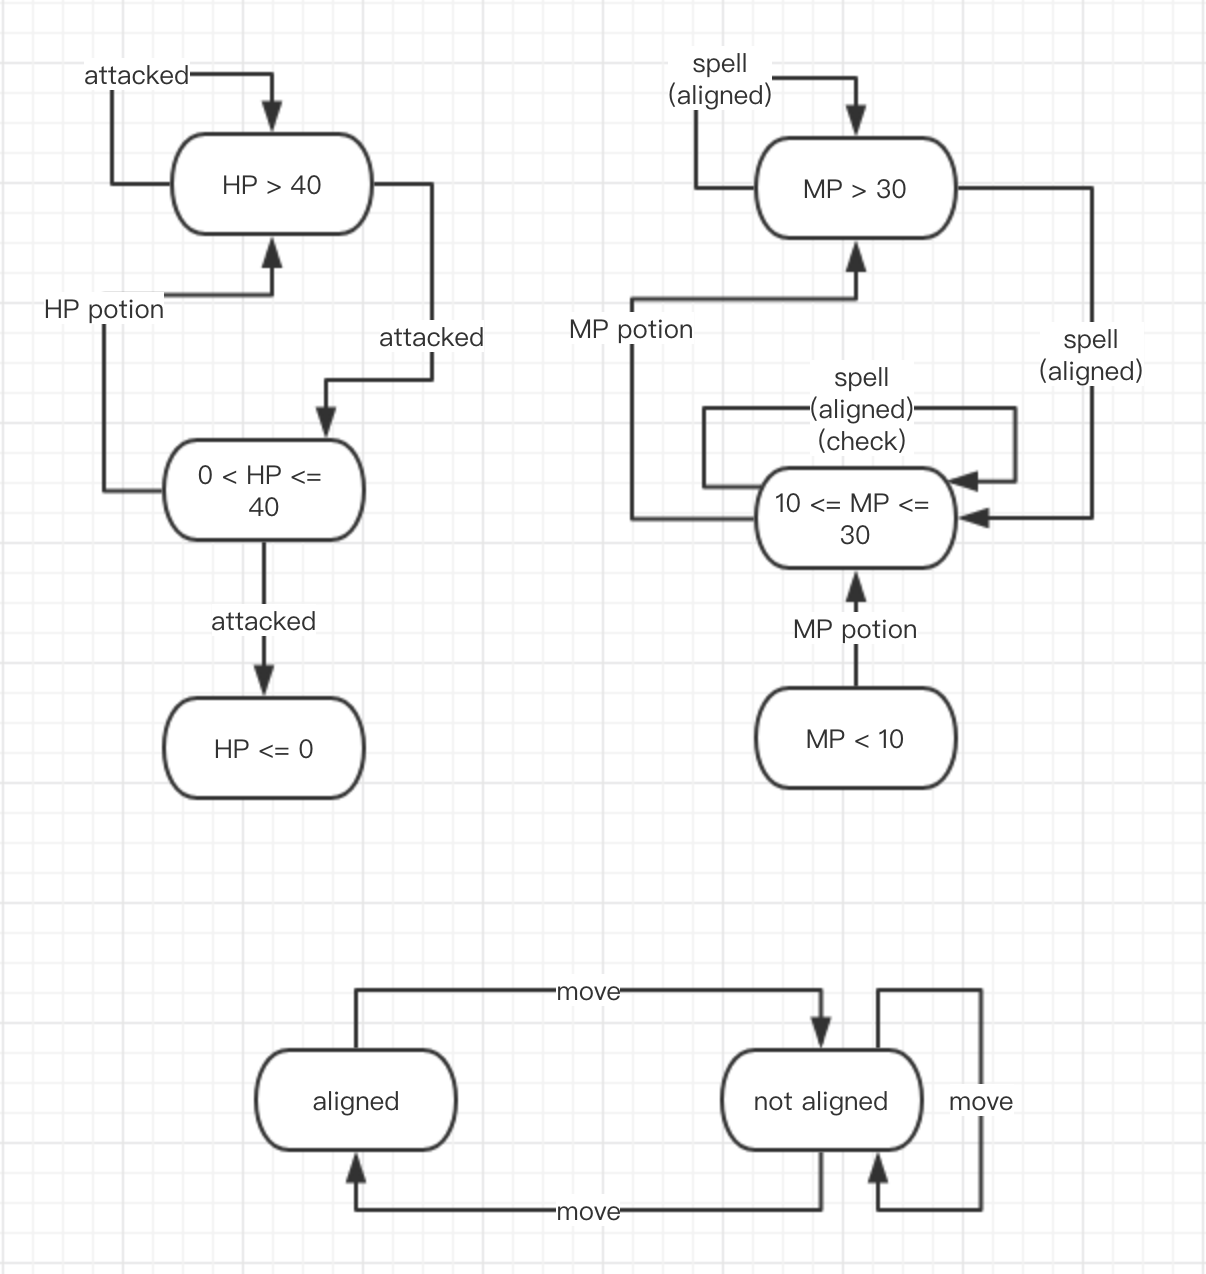 attacked
HP > 40
HP potion
attacked
0 < HP <=
40
attacked
HP <= 0
spell
(aligned)
MP > 30
MP potion
spell
(aligned)
spell
(aligned)
(check)
10 <= MP <=
30
MP potion
MP < 10
move
aligned
not aligned
move
move